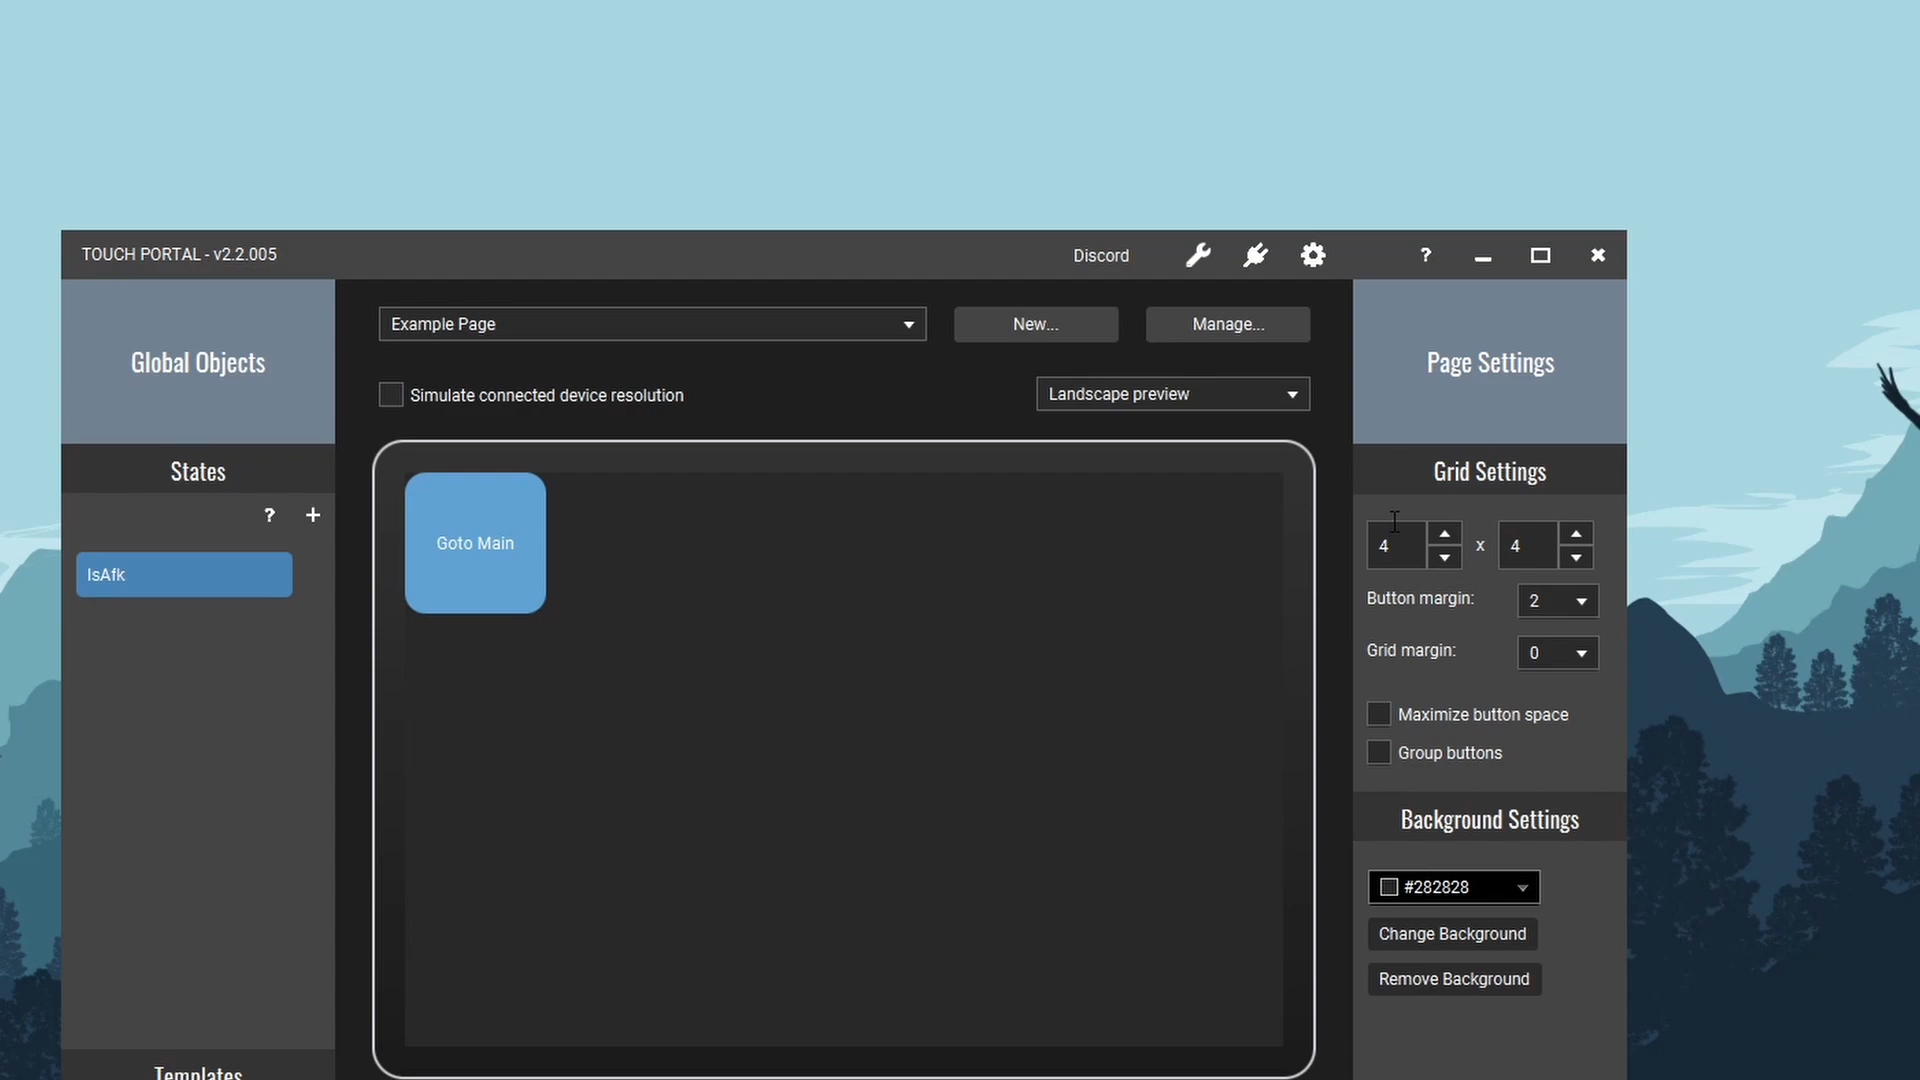 TOUCH PORTAL - v2.2.005
Discord
?
Global Objects
Example Page
New...
Manage...
Page Settings
Simulate connected device resolution
Landscape preview
States
Grid Settings
? +
Goto Main
4 x 4
IsAfk
Button margin: 2
Grid margin: 0
Maximize button space
Group buttons
Background Settings
#282828
Change Background
Remove Background
Templates